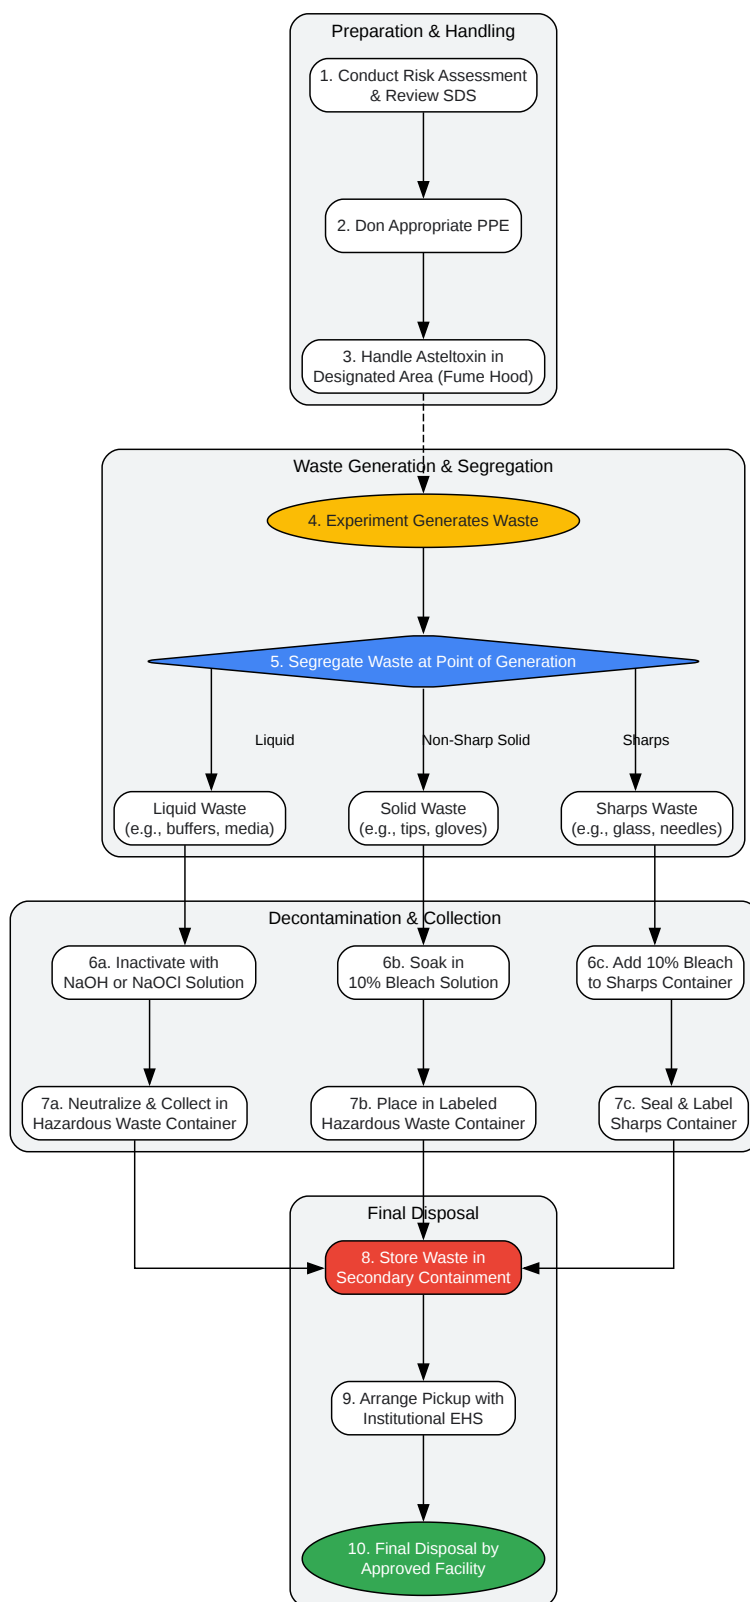 Preparation & Handling
1. Conduct Risk Assessment
& Review SDS
2. Don Appropriate PPE
3. Handle Asteltoxin in
Designated Area (Fume Hood)
Waste Generation & Segregation
4. Experiment Generates Waste
5. Segregate Waste at Point of Generation
Liquid
Non-Sharp Solid
Sharps
Liquid Waste
(e.g., buffers, media)
Solid Waste
(e.g., tips, gloves)
Sharps Waste
(e.g., glass, needles)
Decontamination & Collection
6a. Inactivate with
NaOH or NaOCl Solution
6b. Soak in
10% Bleach Solution
6c. Add 10% Bleach
to Sharps Container
7a. Neutralize & Collect in
Hazardous Waste Container
7b. Place in Labeled
Hazardous Waste Container
7c. Seal & Label
Sharps Container
Final Disposal
8. Store Waste in
Secondary Containment
9. Arrange Pickup with
Institutional EHS
10. Final Disposal by
Approved Facility